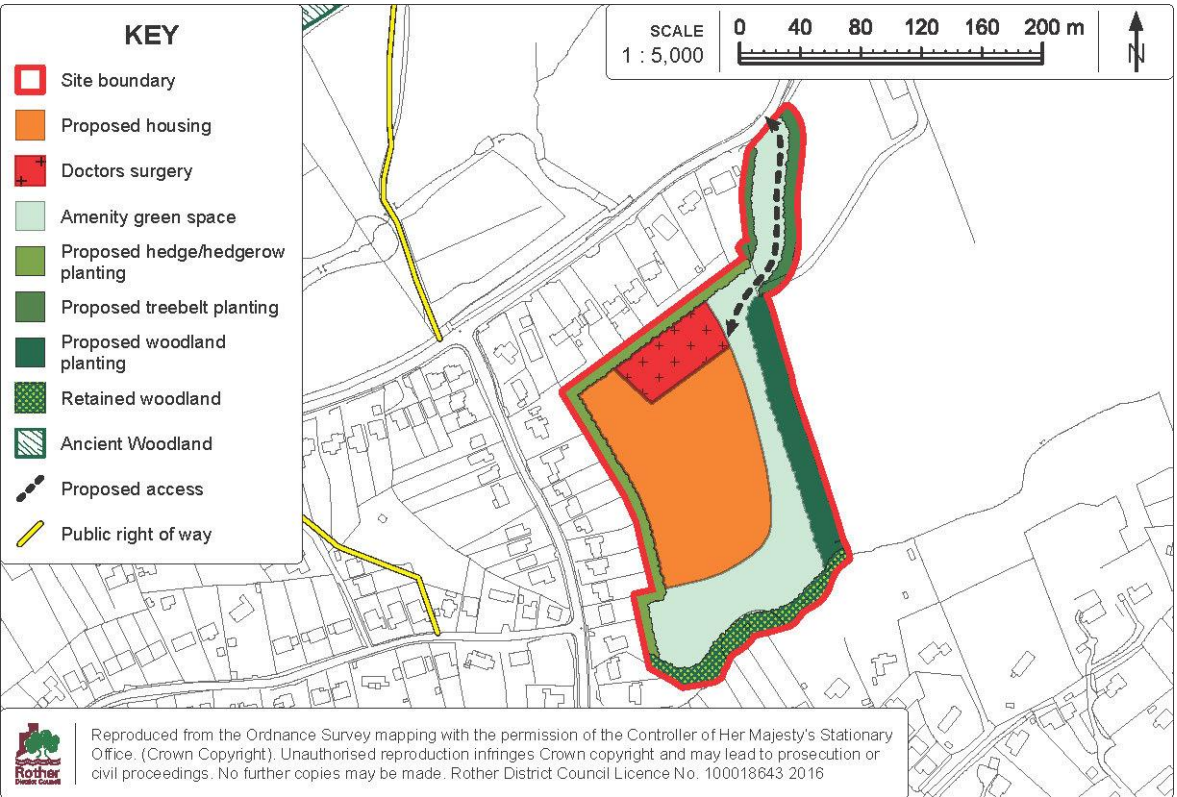 KEY
Site boundary
Proposed housing
Doctors surgery
Amenity green space
Proposed hedge/hedgerow
planting
Proposed treebelt planting
Proposed woodland
planting
Retained woodland
Ancient Woodland
Proposed access
Public right of way
SCALE
1 : 5,000
0 40 80 120 160 200 m
N
Rother
District Council
Reproduced from the Ordnance Survey mapping with the permission of the Controller of Her Majesty's Stationary
Office. (Crown Copyright). Unauthorised reproduction infringes Crown copyright and may lead to prosecution or
civil proceedings. No further copies may be made. Rother District Council Licence No. 100018643 2016